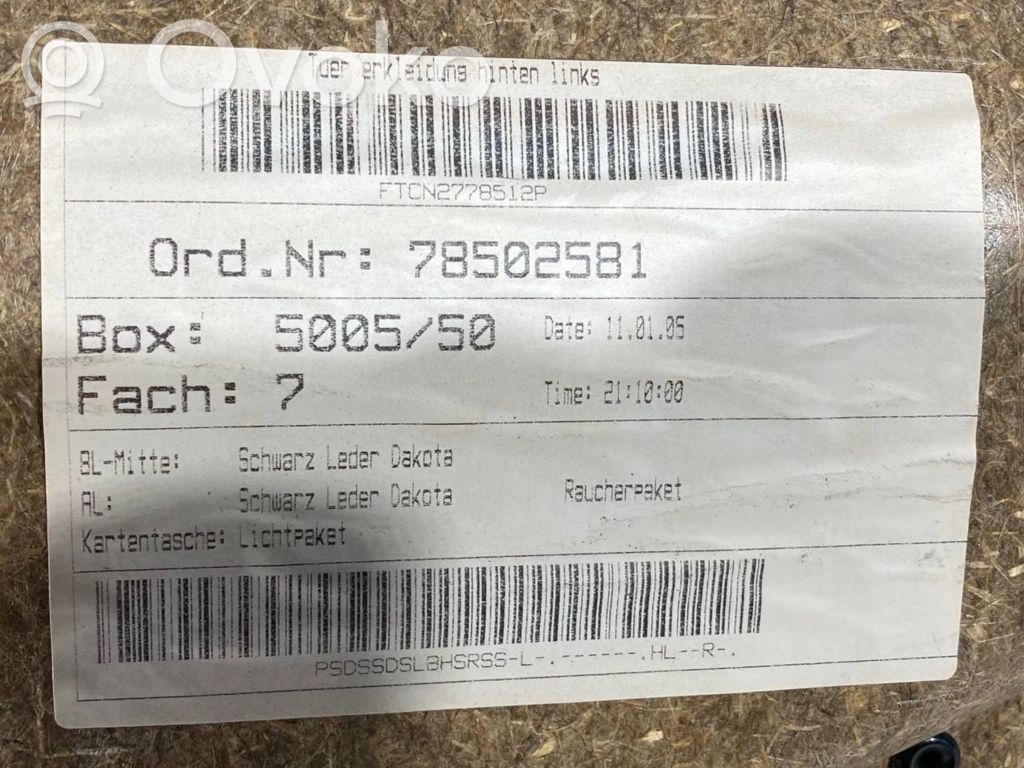 Ovoko
Tuerverkleidung hinten links
FTCN2778512P
Ord.Nr: 78502581
Box: 5005/50 Date: 11.01.05
Fach: 7 Time: 21:10:00
BL-Mitte: Schwarz Leder Dakota
AL: Schwarz Leder Dakota Raucherpaket
Kartentasche: Lichtpaket
PSDSSDSLBHSRSS-L-.------.HL--R-.